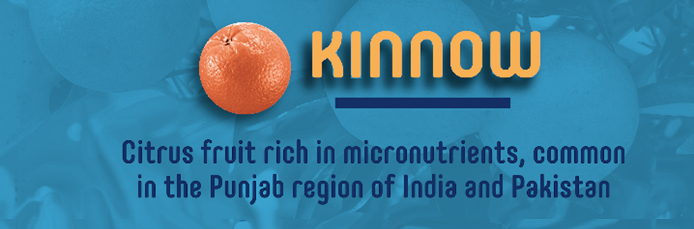 KINNOW
Citrus fruit rich in micronutrients, common
in the Punjab region of India and Pakistan